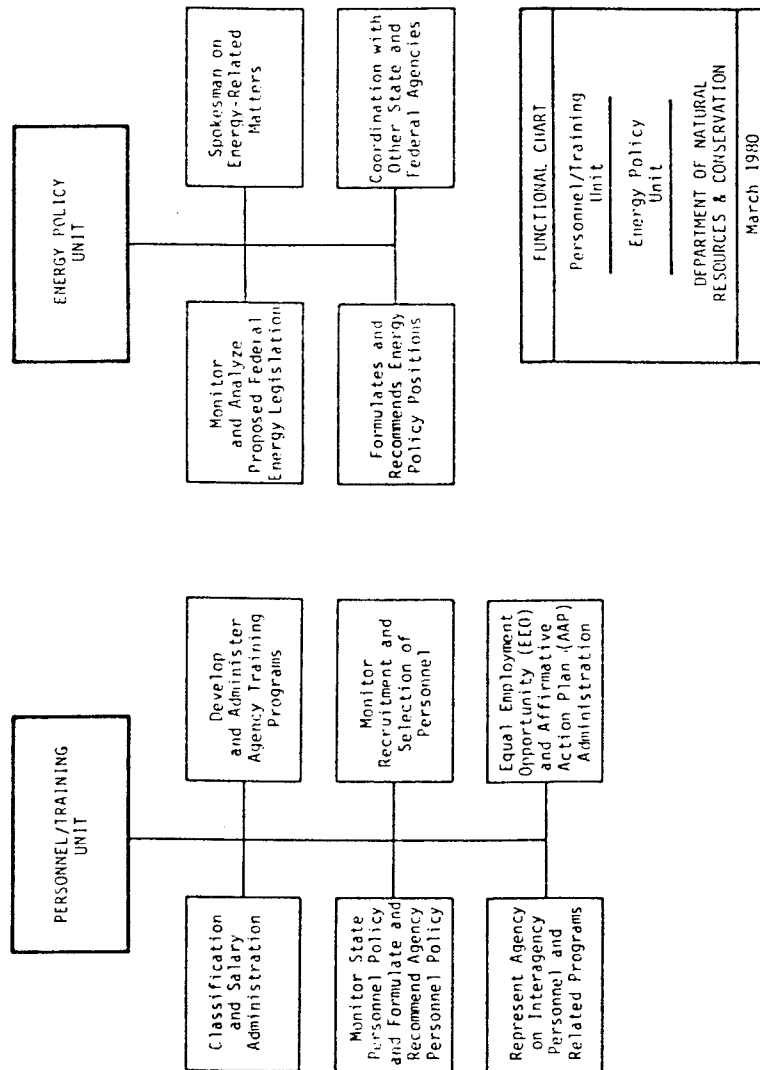 PERSONNEL/TRAINING
UNIT
Classification
and Salary
Administration
Develop
and Administer
Agency Training
Programs
Monitor State
Personnel Policy
and Formulate and
Recommend Agency
Personnel Policy
Monitor
Recruitment and
Selection of
Personnel
Represent Agency
on Interagency
Personnel and
Related Programs
Equal Employment
Opportunity (EEO)
and Affirmative
Action Plan (AAP)
Administration
ENERGY POLICY
UNIT
Monitor
and Analyze
Proposed Federal
Energy Legislation
Spokesman on
Energy-Related
Matters
Formulates and
Recommends Energy
Policy Positions
Coordination with
Other State and
Federal Agencies
FUNCTIONAL CHART
Personnel/Training
Unit
Energy Policy
Unit
DEPARTMENT OF NATURAL
RESOURCES & CONSERVATION
March 1980